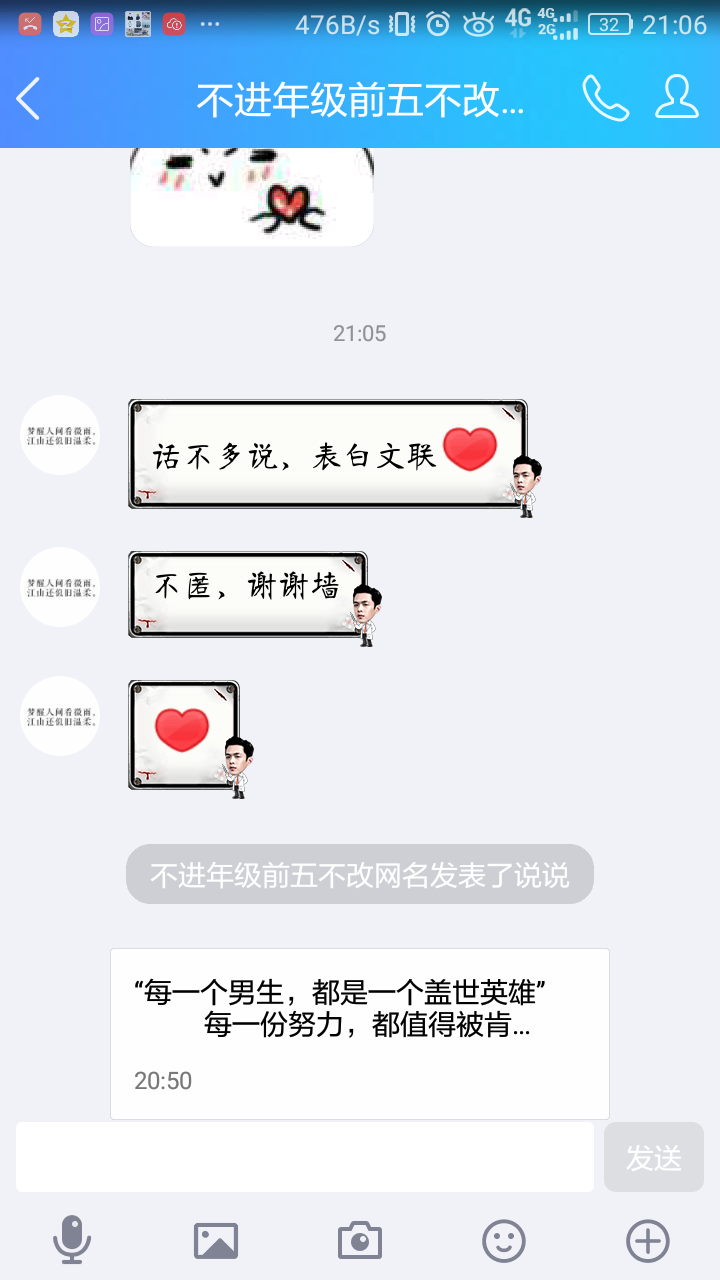 476B/s 4G 4G 2G 32 21:06
不进年级前五不改...
21:05
梦醒人间看微雨,
江山还似旧温柔。
话不多说，表白文联
梦醒人间看微雨,
江山还似旧温柔。
不匿，谢谢墙
梦醒人间看微雨,
江山还似旧温柔。
不进年级前五不改网名发表了说说
“每一个男生，都是一个盖世英雄”
每一份努力，都值得被肯...
20:50
发送